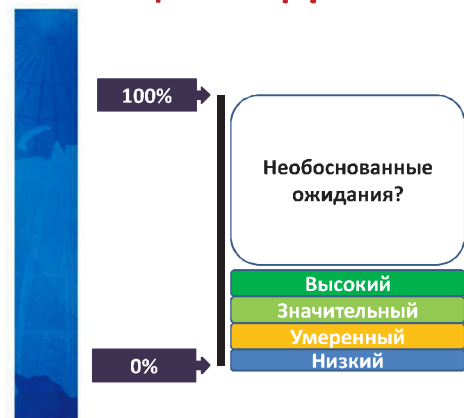 100%
Необоснованные
ожидания?
Высокий
Значительный
Умеренный
Низкий
0%